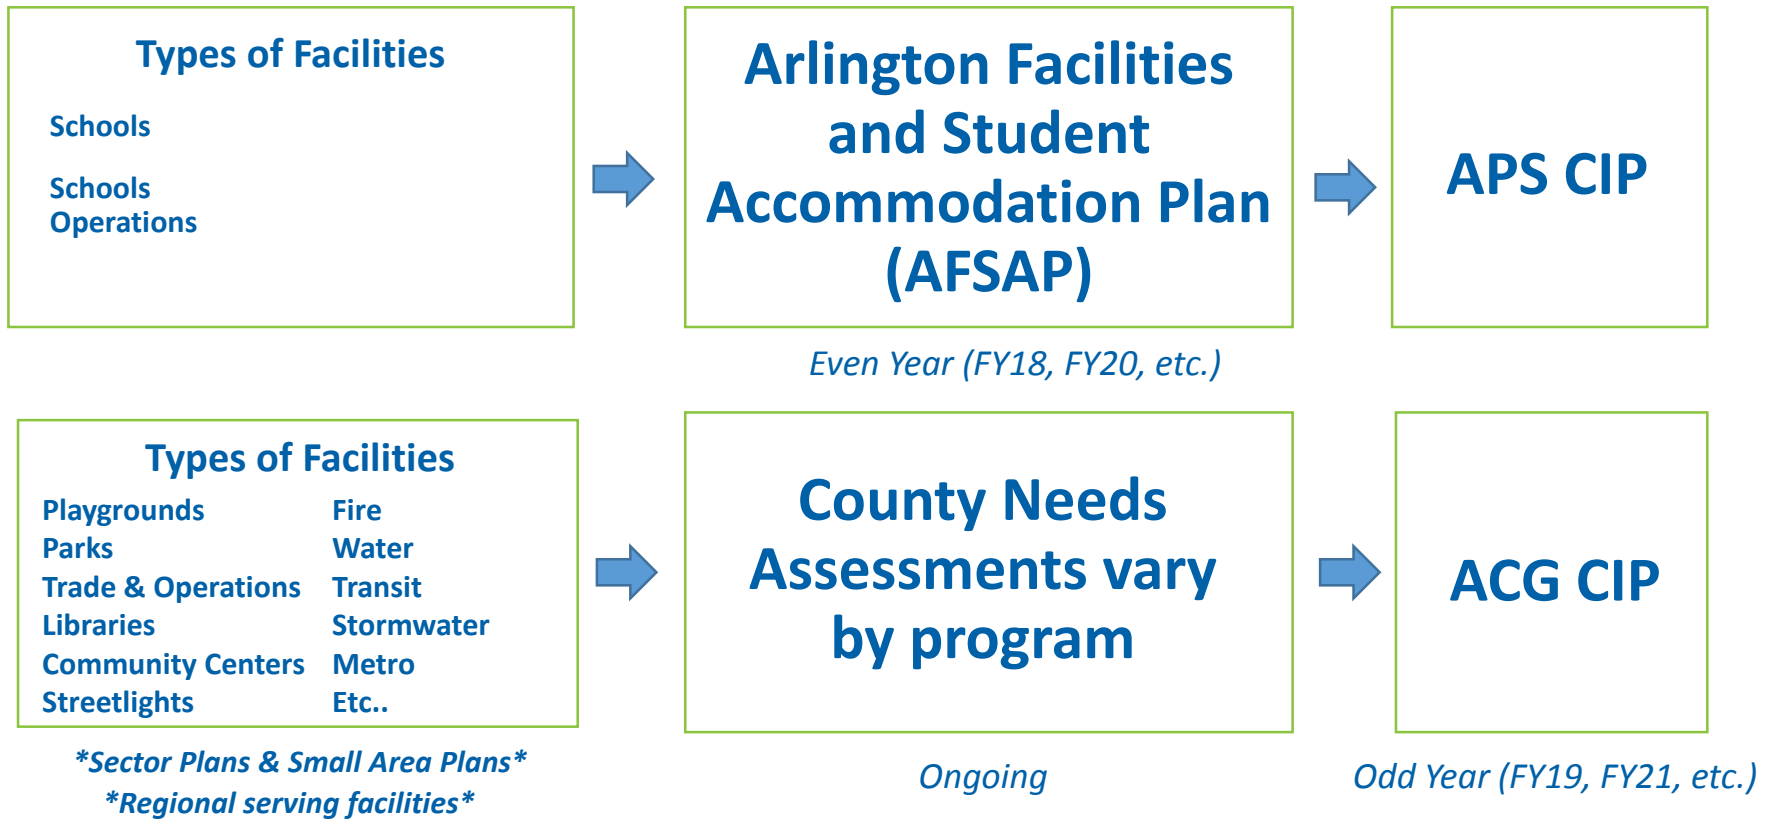 Types of Facilities
Schools
Schools
Operations
Arlington Facilities
and Student
Accommodation Plan
(AFSAP)
APS CIP
Even Year (FY18, FY20, etc.)
Types of Facilities
Playgrounds
Parks
Trade & Operations
Libraries
Community Centers
Streetlights
Fire
Water
Transit
Stormwater
Metro
Etc..
*Sector Plans & Small Area Plans*
*Regional serving facilities*
County Needs
Assessments vary
by program
Ongoing
ACG CIP
Odd Year (FY19, FY21, etc.)